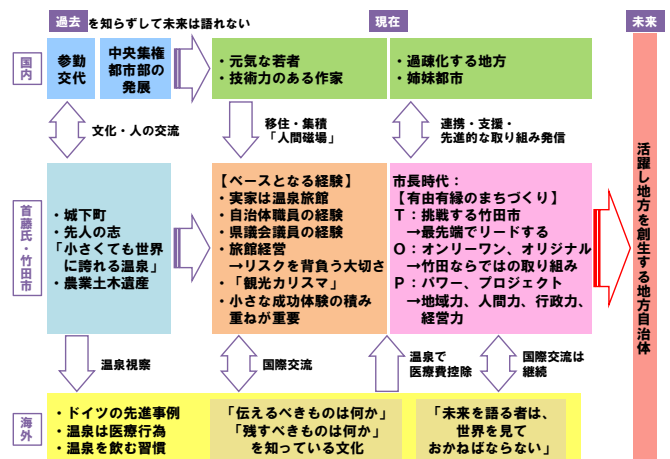 過去を知らずして未来は語れない
現在
未来
国内
参勤
交代
中央集権
都市部の
発展
・元気な若者
・技術力のある作家
・過疎化する地方
・姉妹都市
文化・人の交流
移住・集積
「人間磁場」
連携・支援・
先進的な取り組み発信
首藤氏・竹田市
・城下町
・先人の志
「小さくても世界
に誇れる温泉」
・農業土木遺産
【ベースとなる経験】
・実家は温泉旅館
・自治体職員の経験
・県議会議員の経験
・旅館経営
→リスクを背負う大切さ
・「観光カリスマ」
・小さな成功体験の積み
重ねが重要
市長時代：
【有由有縁のまちづくり】
Ｔ：挑戦する竹田市
→最先端でリードする
Ｏ：オンリーワン、オリジナル
→竹田ならではの取り組み
Ｐ：パワー、プロジェクト
→地域力、人間力、行政力、
経営力
活躍し地方を創生する地方自治体
温泉視察
国際交流
温泉で
医療費控除
国際交流は
継続
海外
・ドイツの先進事例
・温泉は医療行為
・温泉を飲む習慣
「伝えるべきものは何か」
「残すべきものは何か」
を知っている文化
「未来を語る者は、
世界を見て
おかねばならない」